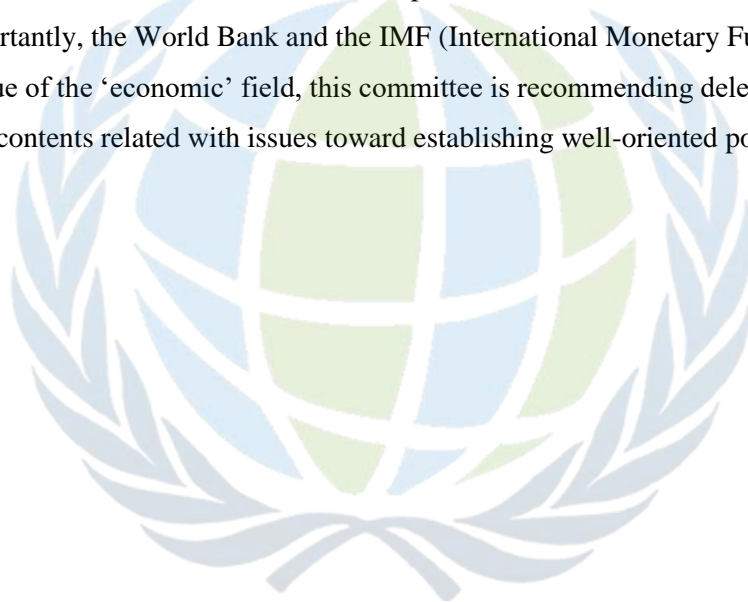 rtantly, the World Bank and the IMF (International Monetary Fu
ue of the ‘economic’ field, this committee is recommending dele
contents related with issues toward establishing well-oriented po